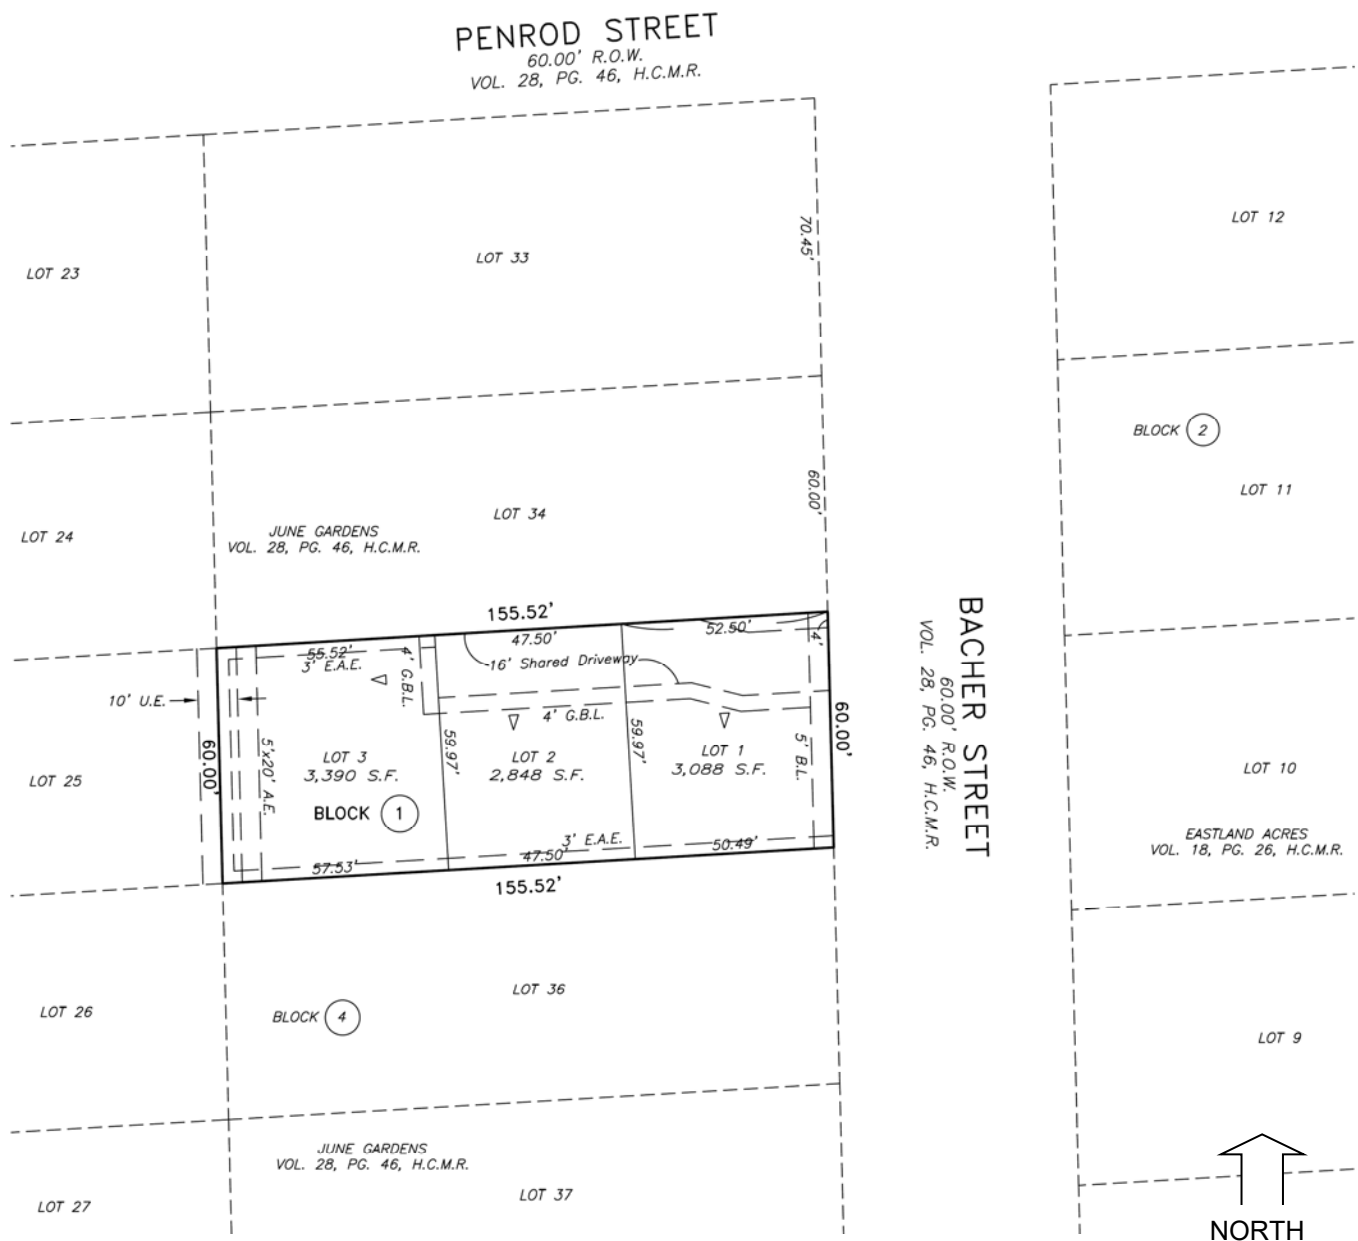 PENROD STREET
60.00' R.O.W.
VOL. 28, PG. 46, H.C.M.R.
LOT 12
LOT 33
70.45'
LOT 23
BLOCK 2
LOT 11
60.00'
LOT 34
JUNE GARDENS
VOL. 28, PG. 46, H.C.M.R.
LOT 24
155.52'
52.50'
47.50'
4'
55.52'
3' E.A.E.
4' G.B.L.
16' Shared Driveway
10' U.E.
4' G.B.L.
60.00'
5'x20' A.E.
59.97'
59.97'
5' B.L.
60.00'
LOT 3
3,390 S.F.
LOT 2
2,848 S.F.
LOT 1
3,088 S.F.
BLOCK 1
3' E.A.E.
57.53'
47.50'
50.49'
155.52'
BACHER STREET
60.00' R.O.W.
VOL. 28, PG. 46, H.C.M.R.
LOT 25
LOT 10
EASTLAND ACRES
VOL. 18, PG. 26, H.C.M.R.
LOT 36
LOT 26
BLOCK 4
LOT 9
JUNE GARDENS
VOL. 28, PG. 46, H.C.M.R.
LOT 37
LOT 27
NORTH